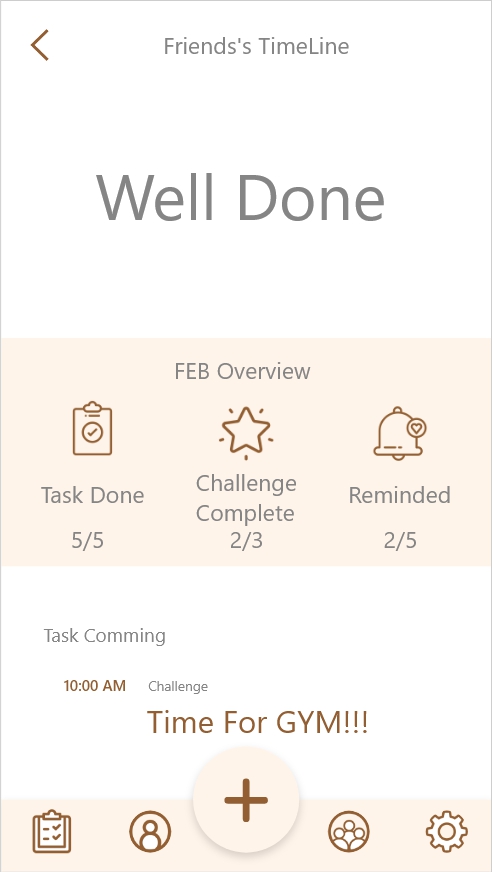 Friends's TimeLine
Well Done
FEB Overview
Task Done
Challenge
Complete
Reminded
5/5
2/3
2/5
Task Comming
10:00 AM Challenge
Time For GYM!!!